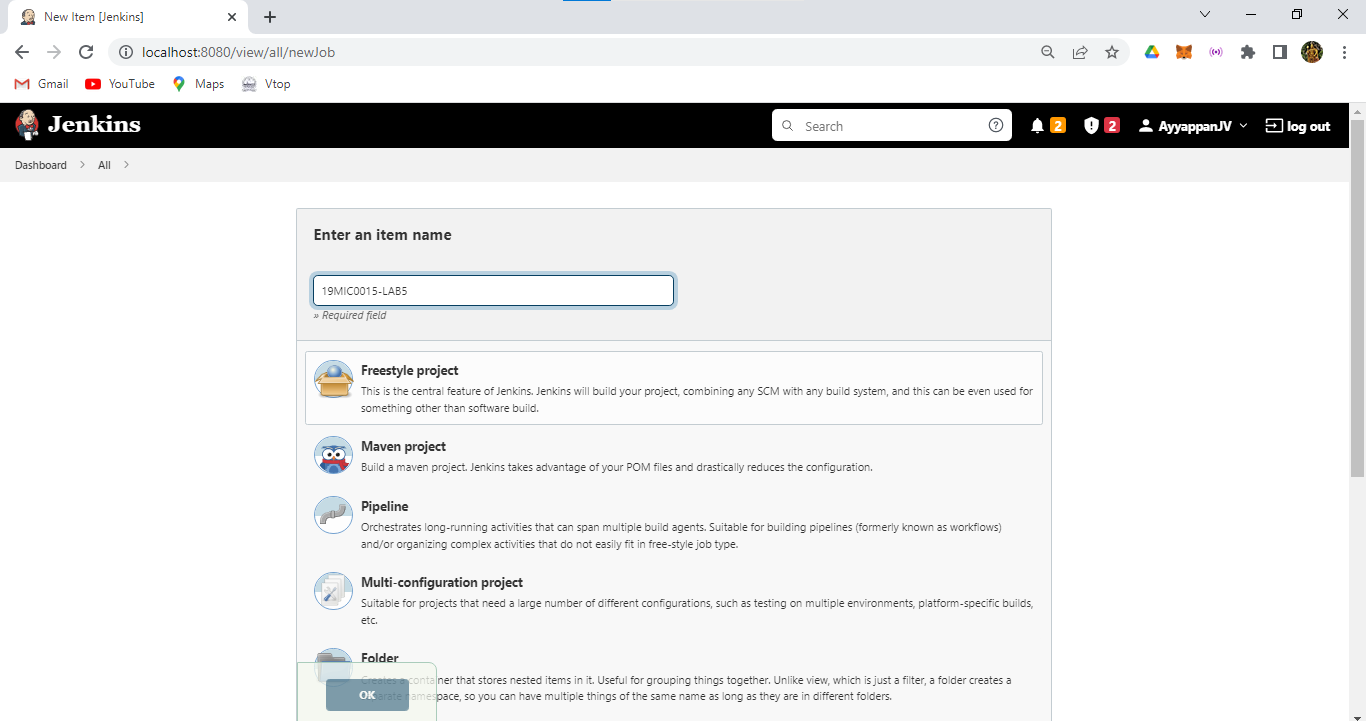 New Item [Jenkins]
localhost:8080/view/all/newJob
Gmail YouTube Maps Vtop
Jenkins Search 2 2 AyyappanJV log out
Dashboard All
Enter an item name
19MIC0015-LAB5
» Required field
Freestyle project
This is the central feature of Jenkins. Jenkins will build your project, combining any SCM with any build system, and this can be even used for
something other than software build.
Maven project
Build a maven project. Jenkins takes advantage of your POM files and drastically reduces the configuration.
Pipeline
Orchestrates long-running activities that can span multiple build agents. Suitable for building pipelines (formerly known as workflows)
and/or organizing complex activities that do not easily fit in free-style job type.
Multi-configuration project
Suitable for projects that need a large number of different configurations, such as testing on multiple environments, platform-specific builds,
etc.
Folder
Creates a container that stores nested items in it. Useful for grouping things together. Unlike view, which is just a filter, a folder creates a
separate namespace, so you can have multiple things of the same name as long as they are in different folders.
OK